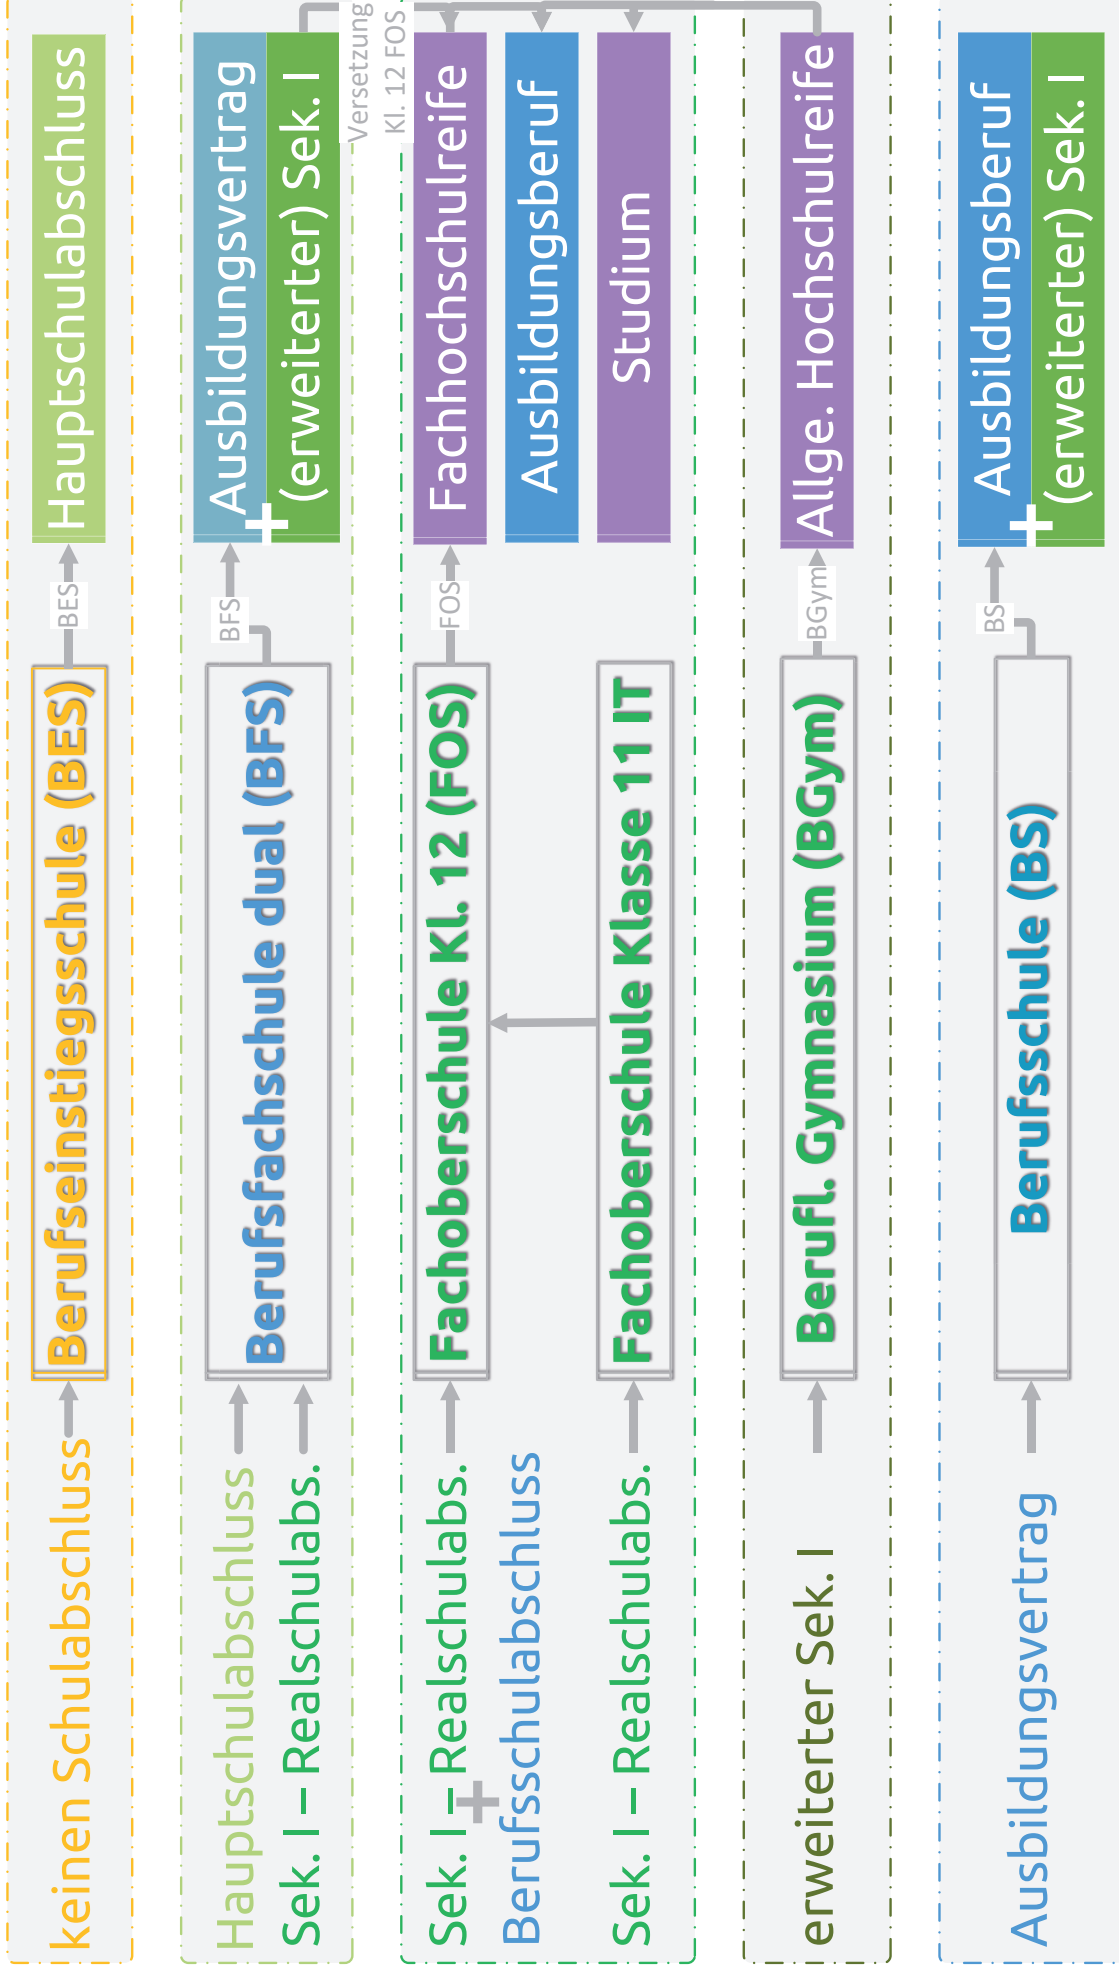 keinen Schulabschluss
Berufseinstiegsschule (BES)
BES
Hauptschulabschluss
Hauptschulabschluss
Sek. I – Realschulabs.
Berufsfachschule dual (BFS)
BFS
Ausbildungsvertrag
+
(erweiterter) Sek. I
Versetzung
Kl. 12 FOS
Sek. I – Realschulabs.
+
Berufsschulabschluss
Fachoberschule Kl. 12 (FOS)
FOS
Fachhochschulreife
Ausbildungsberuf
Sek. I – Realschulabs.
Fachoberschule Klasse 11 IT
Studium
erweiterter Sek. I
Berufl. Gymnasium (BGym)
BGym
Allge. Hochschulreife
Ausbildungsvertrag
Berufsschule (BS)
BS
Ausbildungsberuf
+
(erweiterter) Sek. I